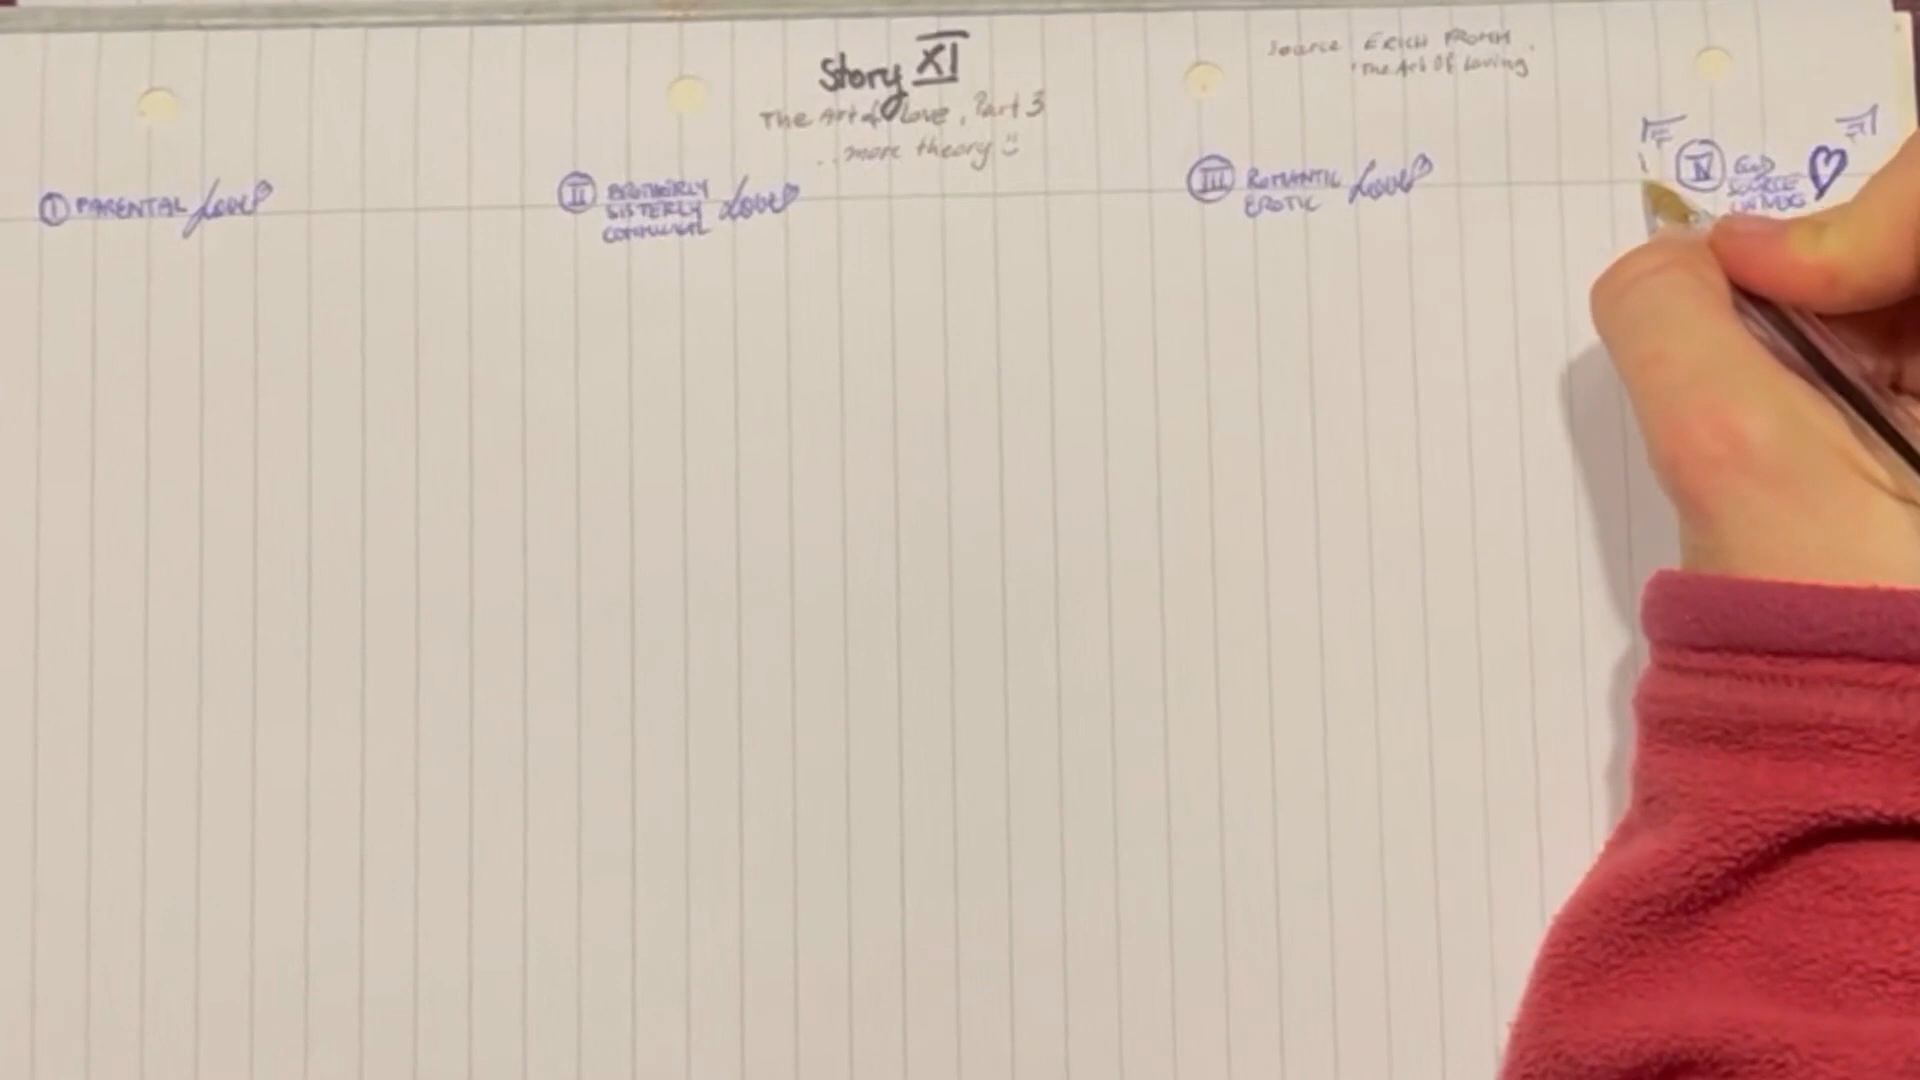 Story XI
The Art of Love, Part 3
...more theory
Source ERICH FROMM
'The Art Of Loving'
I PARENTAL Love
II BROTHERLY
SISTERLY Love
COMMUNAL
III ROMANTIC Love
EROTIC
IV GOD
SOURCE